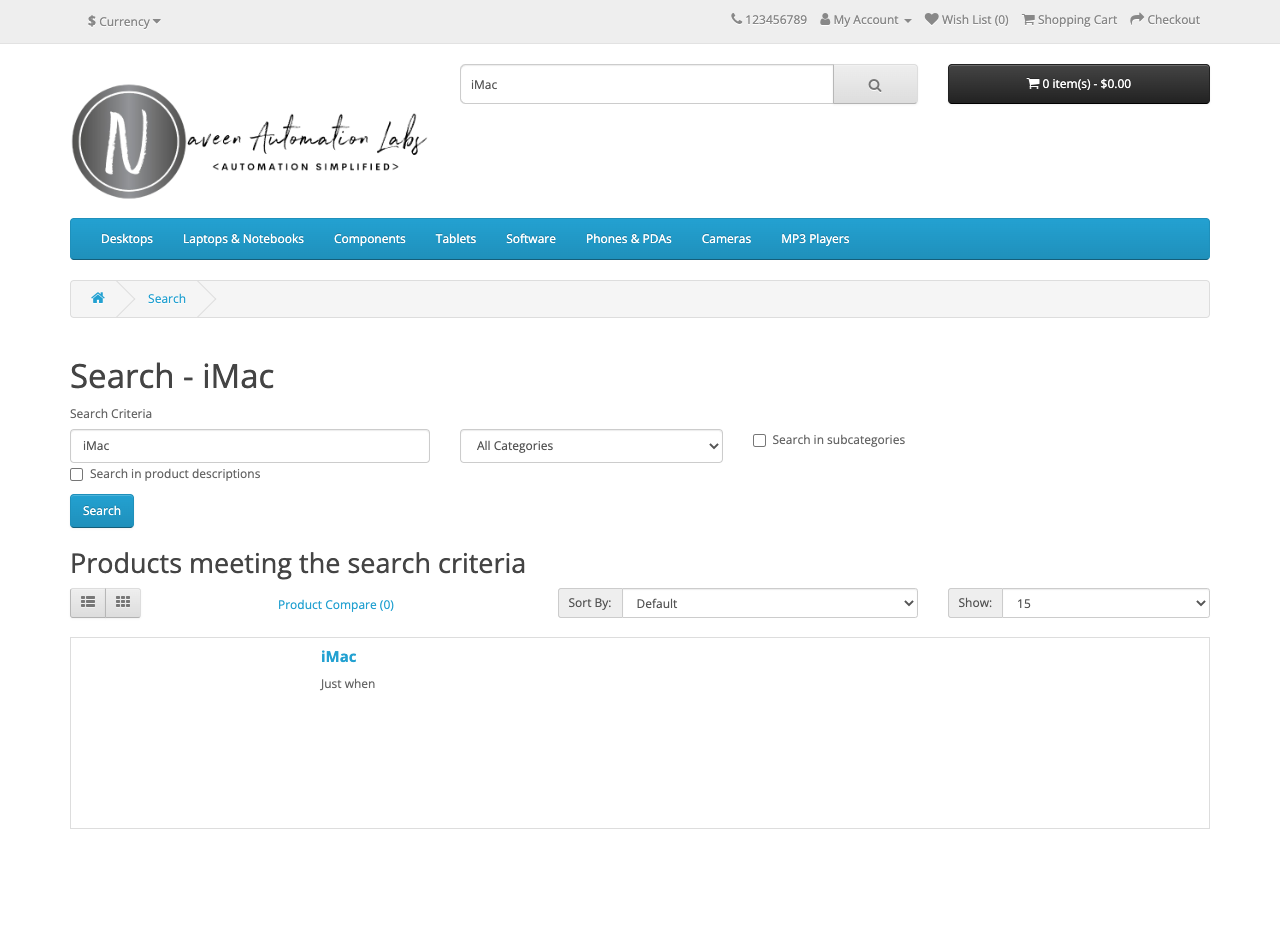 $ Currency
123456789 My Account Wish List (0) Shopping Cart Checkout
iMac
0 item(s) - $0.00
N
aveen Automation Labs
<AUTOMATION SIMPLIFIED>
Desktops Laptops & Notebooks Components Tablets Software Phones & PDAs Cameras MP3 Players
Search
Search - iMac
Search Criteria
iMac All Categories Search in subcategories
Search in product descriptions
Search
Products meeting the search criteria
Product Compare (0) Sort By: Default Show: 15
iMac
Just when